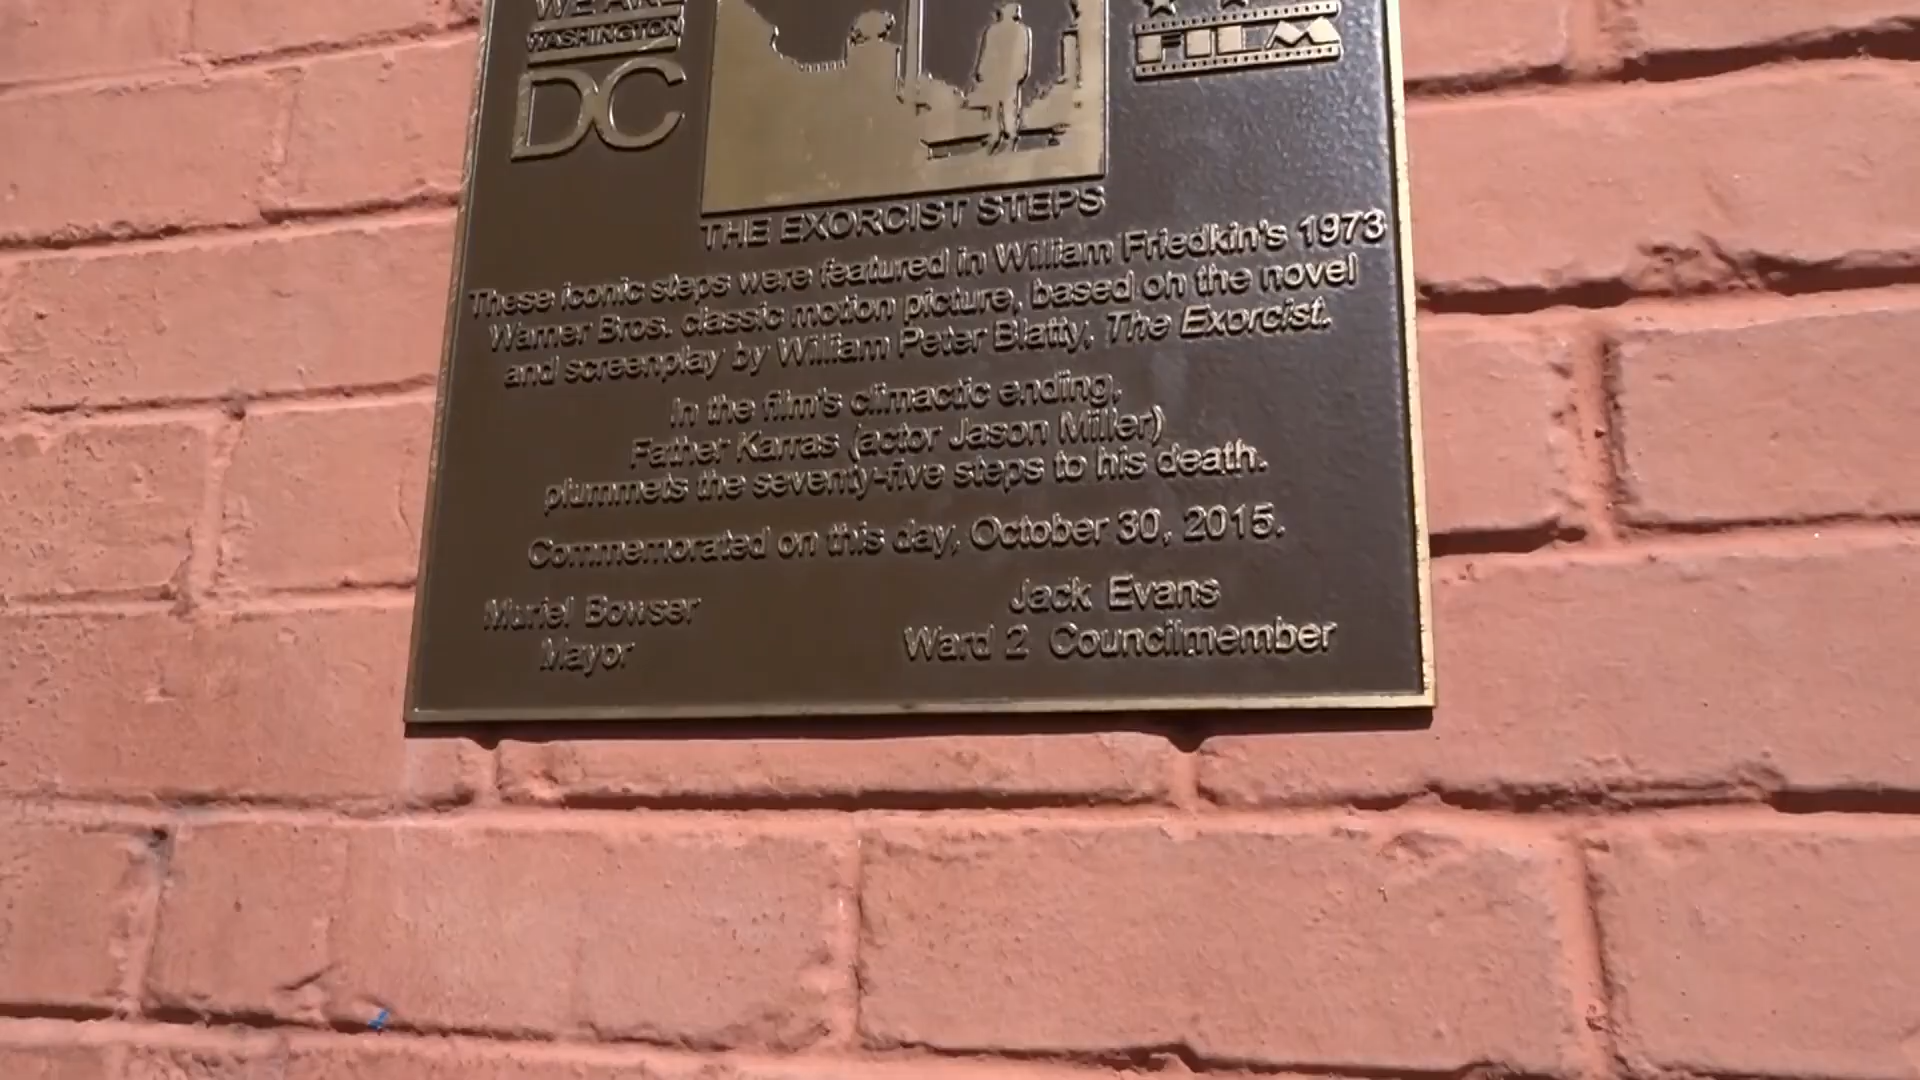 WE ARE
WASHINGTON
DC
FILM
THE EXORCIST STEPS
These iconic steps were featured in William Friedkin's 1973
Warner Bros. classic motion picture, based on the novel
and screenplay by William Peter Blatty, The Exorcist.
In the film's climactic ending,
Father Karras (actor Jason Miller)
plummets the seventy-five steps to his death.
Commemorated on this day, October 30, 2015.
Muriel Bowser
Mayor
Jack Evans
Ward 2 Councilmember